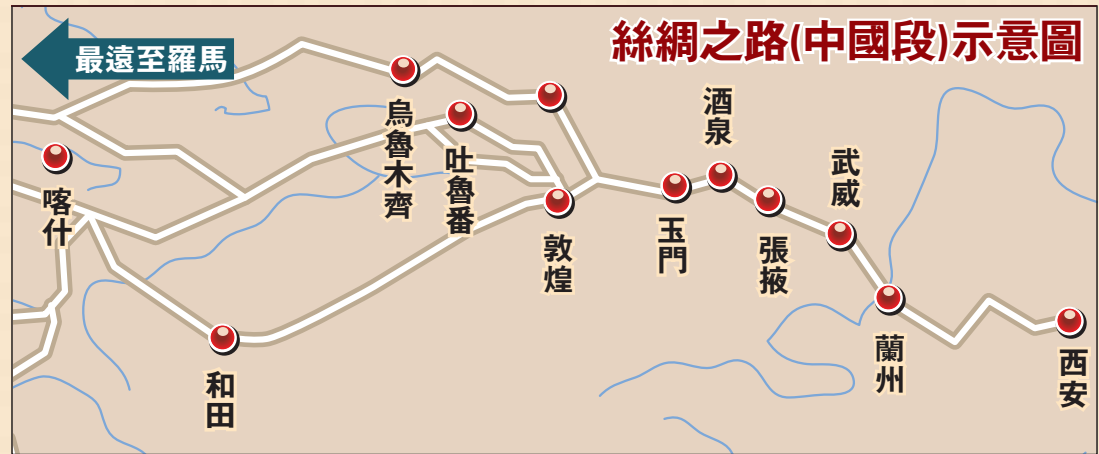 絲綢之路(中國段)示意圖
最遠至羅馬
烏魯木齊
吐魯番
酒泉
武威
喀什
敦煌
玉門
張掖
蘭州
西安
和田